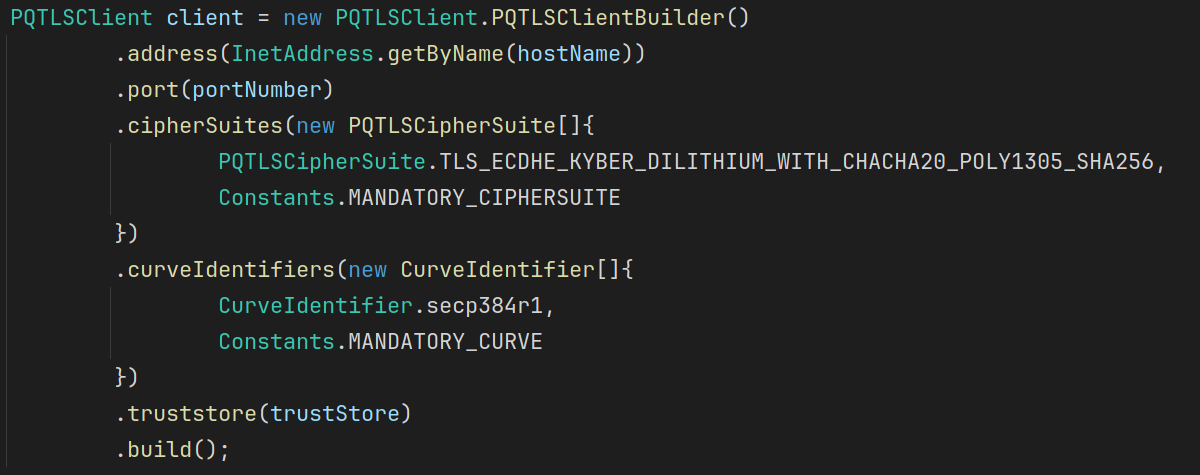 PQTLSClient client = new PQTLSClient.PQTLSClientBuilder()
.address(InetAddress.getByName(hostName))
.port(portNumber)
.cipherSuites(new PQTLSCipherSuite[]{
PQTLSCipherSuite.TLS_ECDHE_KYBER_DILITHIUM_WITH_CHACHA20_POLY1305_SHA256,
Constants.MANDATORY_CIPHERSUITE
})
.curveIdentifiers(new CurveIdentifier[]{
CurveIdentifier.secp384r1,
Constants.MANDATORY_CURVE
})
.truststore(trustStore)
.build();